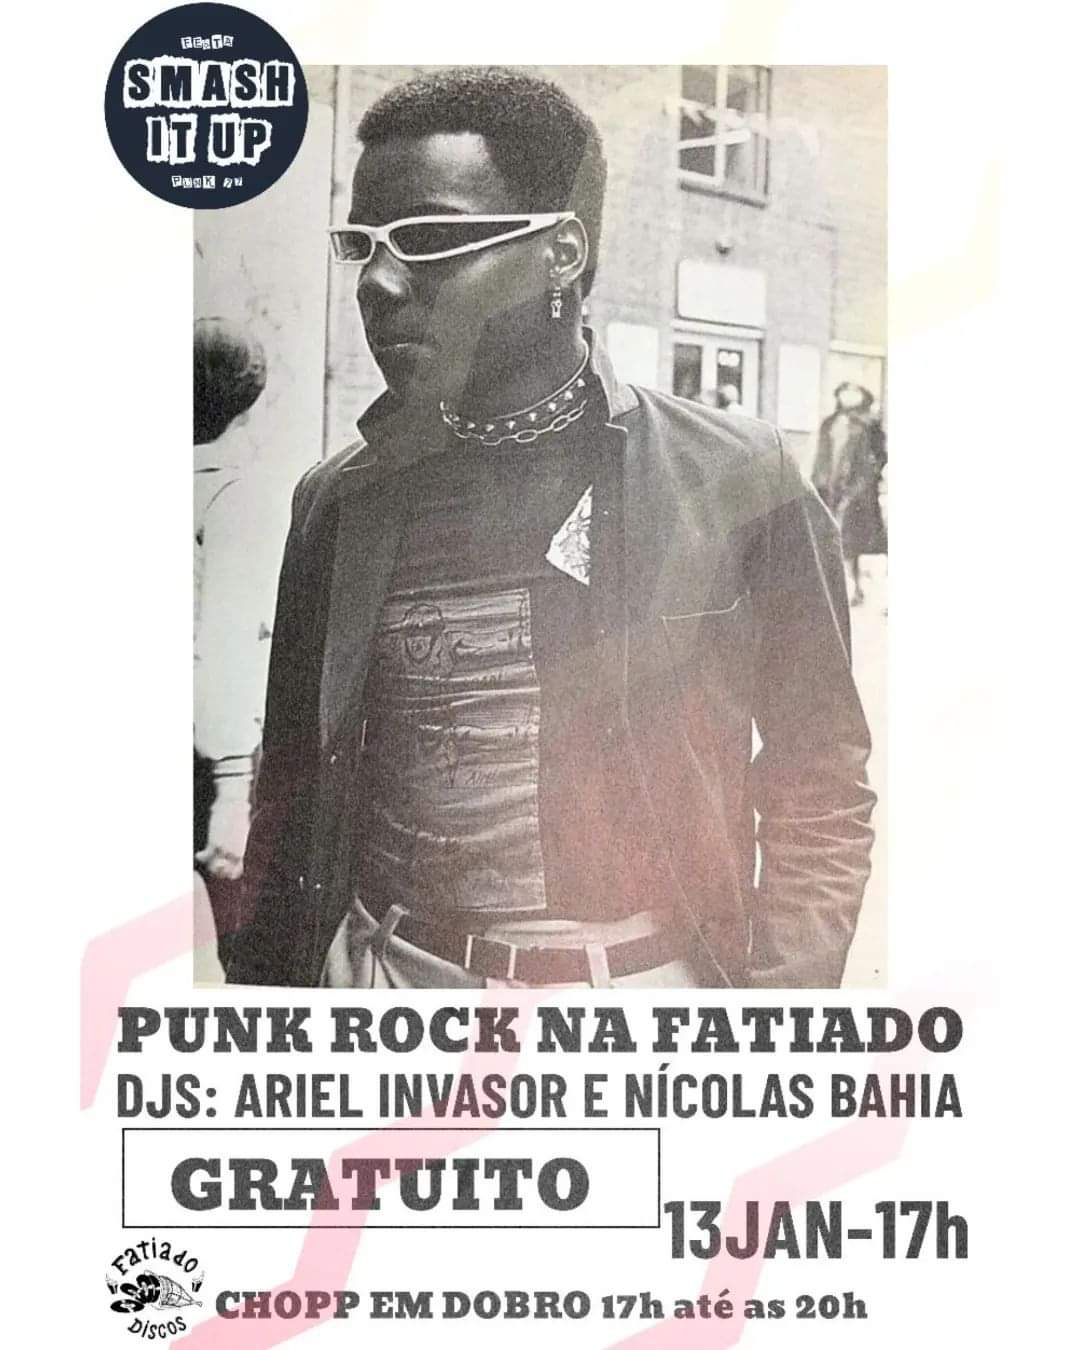 FESTA
SMASH
IT UP
PUNK 77
PUNK ROCK NA FATIADO
DJS: ARIEL INVASOR E NÍCOLAS BAHIA
GRATUITO
13JAN-17h
Fatiado
Discos
CHOPP EM DOBRO 17h até as 20h